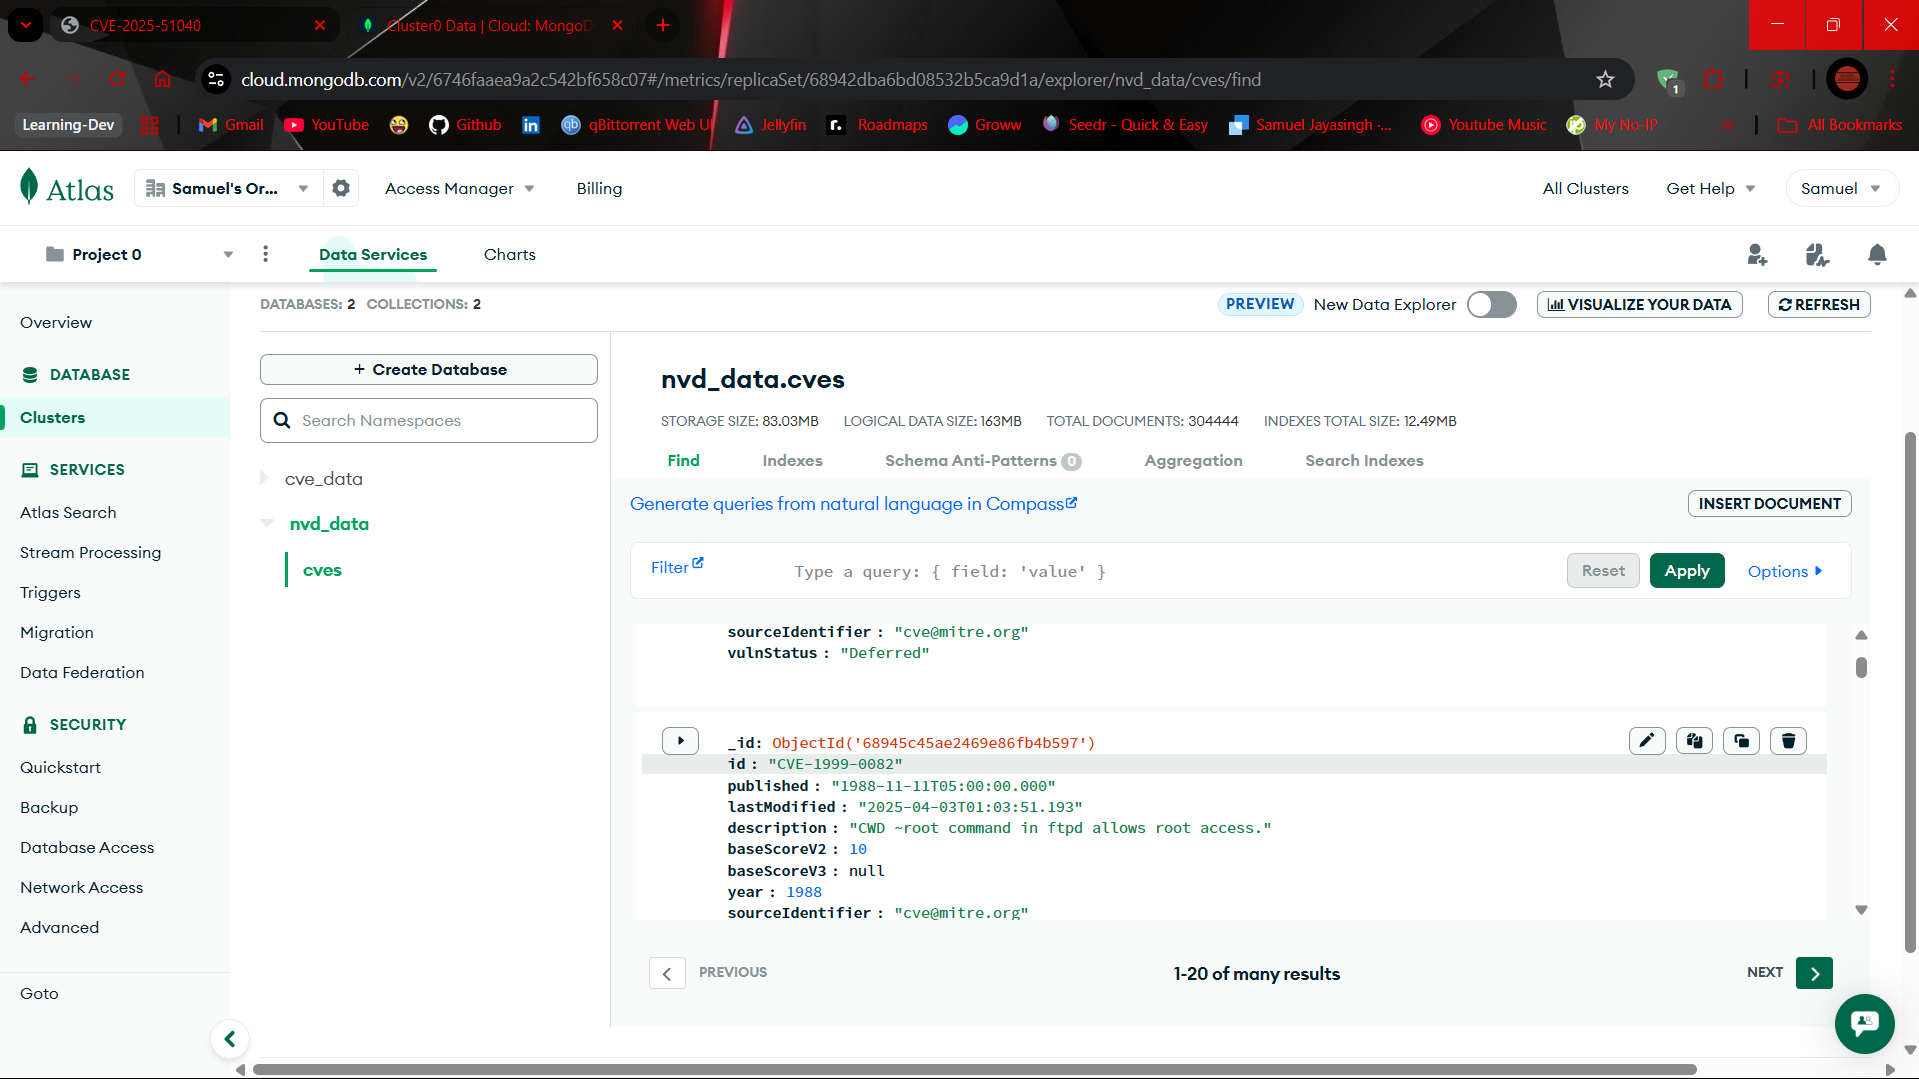 CVE-2025-51040
Cluster0 Data | Cloud: MongoD
cloud.mongodb.com/v2/6746faaea9a2c542bf658c07#/metrics/replicaSet/68942dba6bd08532b5ca9d1a/explorer/nvd_data/cves/find
1
Learning-Dev
Gmail
YouTube
Github
qBittorrent Web U
Jellyfin
Roadmaps
Groww
Seedr - Quick & Easy
Samuel Jayasingh ·...
Youtube Music
My No-IP
All Bookmarks
Atlas
Samuel's Or...
Access Manager
Billing
All Clusters
Get Help
Samuel
Project 0
Data Services
Charts
DATABASES: 2 COLLECTIONS: 2
PREVIEW New Data Explorer
VISUALIZE YOUR DATA
REFRESH
Overview
DATABASE
Clusters
SERVICES
Atlas Search
Stream Processing
Triggers
Migration
Data Federation
SECURITY
Quickstart
Backup
Database Access
Network Access
Advanced
Goto
+ Create Database
Search Namespaces
cve_data
nvd_data
cves
nvd_data.cves
STORAGE SIZE: 83.03MB LOGICAL DATA SIZE: 163MB TOTAL DOCUMENTS: 304444 INDEXES TOTAL SIZE: 12.49MB
Find Indexes Schema Anti-Patterns 0 Aggregation Search Indexes
Generate queries from natural language in Compass
INSERT DOCUMENT
Filter
Type a query: { field: 'value' }
Reset
Apply
Options
sourceIdentifier : "cve@mitre.org"
vulnStatus : "Deferred"
_id: ObjectId('68945c45ae2469e86fb4b597')
id : "CVE-1999-0082"
published : "1988-11-11T05:00:00.000"
lastModified : "2025-04-03T01:03:51.193"
description : "CWD ~root command in ftpd allows root access."
baseScoreV2 : 10
baseScoreV3 : null
year : 1988
sourceIdentifier : "cve@mitre.org"
PREVIOUS
1-20 of many results
NEXT